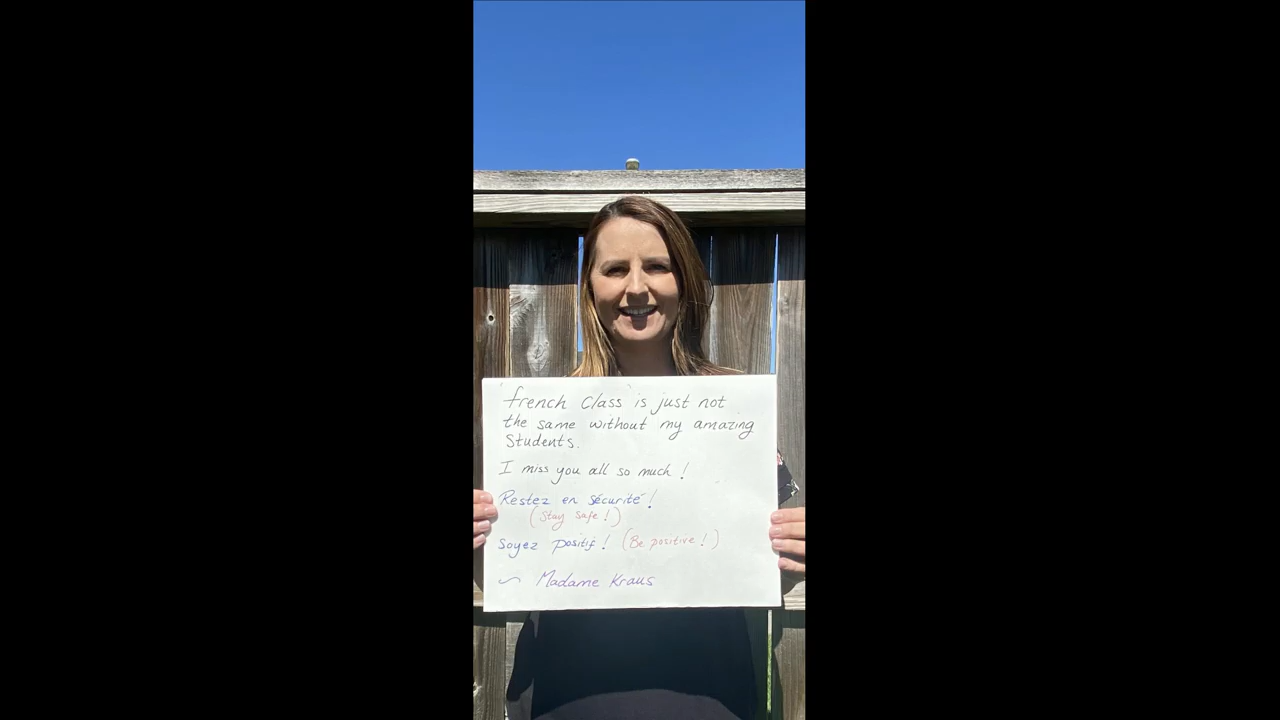 "French Class" is just not
the same without my amazing
Students.
I miss you all so much !
Restez en sécurité !
(Stay Safe !)
Soyez positif ! (Be positive !)
~ Madame Kraus